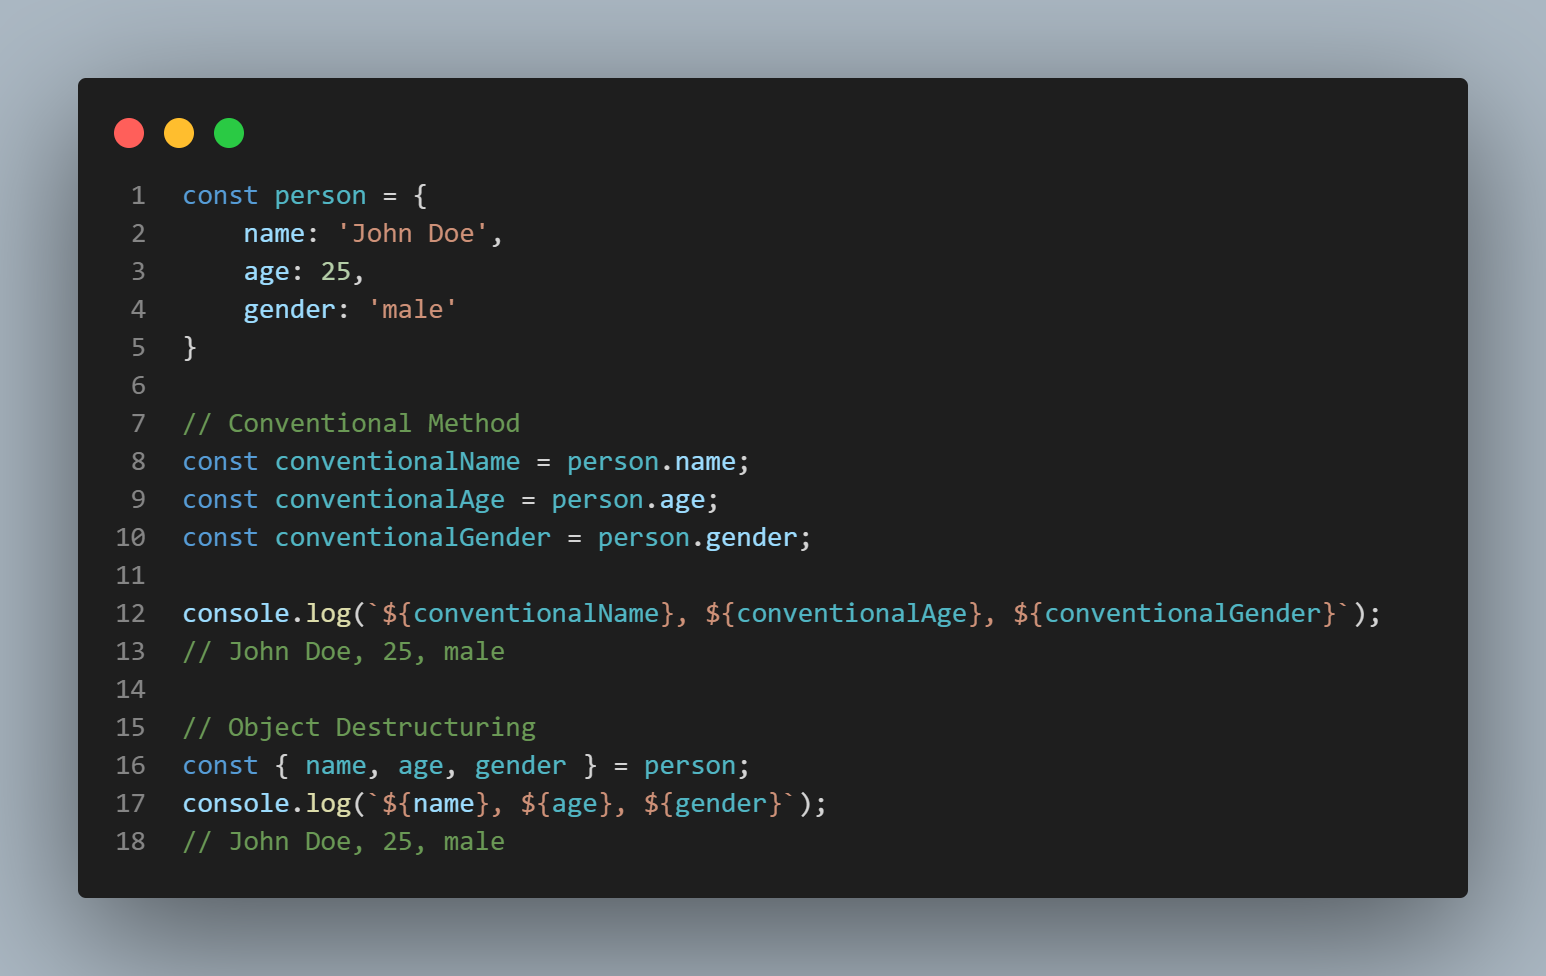 1 const person = {
2     name: 'John Doe',
3     age: 25,
4     gender: 'male'
5 }
6
7 // Conventional Method
8 const conventionalName = person.name;
9 const conventionalAge = person.age;
10 const conventionalGender = person.gender;
11
12 console.log(`${conventionalName}, ${conventionalAge}, ${conventionalGender}`);
13 // John Doe, 25, male
14
15 // Object Destructuring
16 const { name, age, gender } = person;
17 console.log(`${name}, ${age}, ${gender}`);
18 // John Doe, 25, male